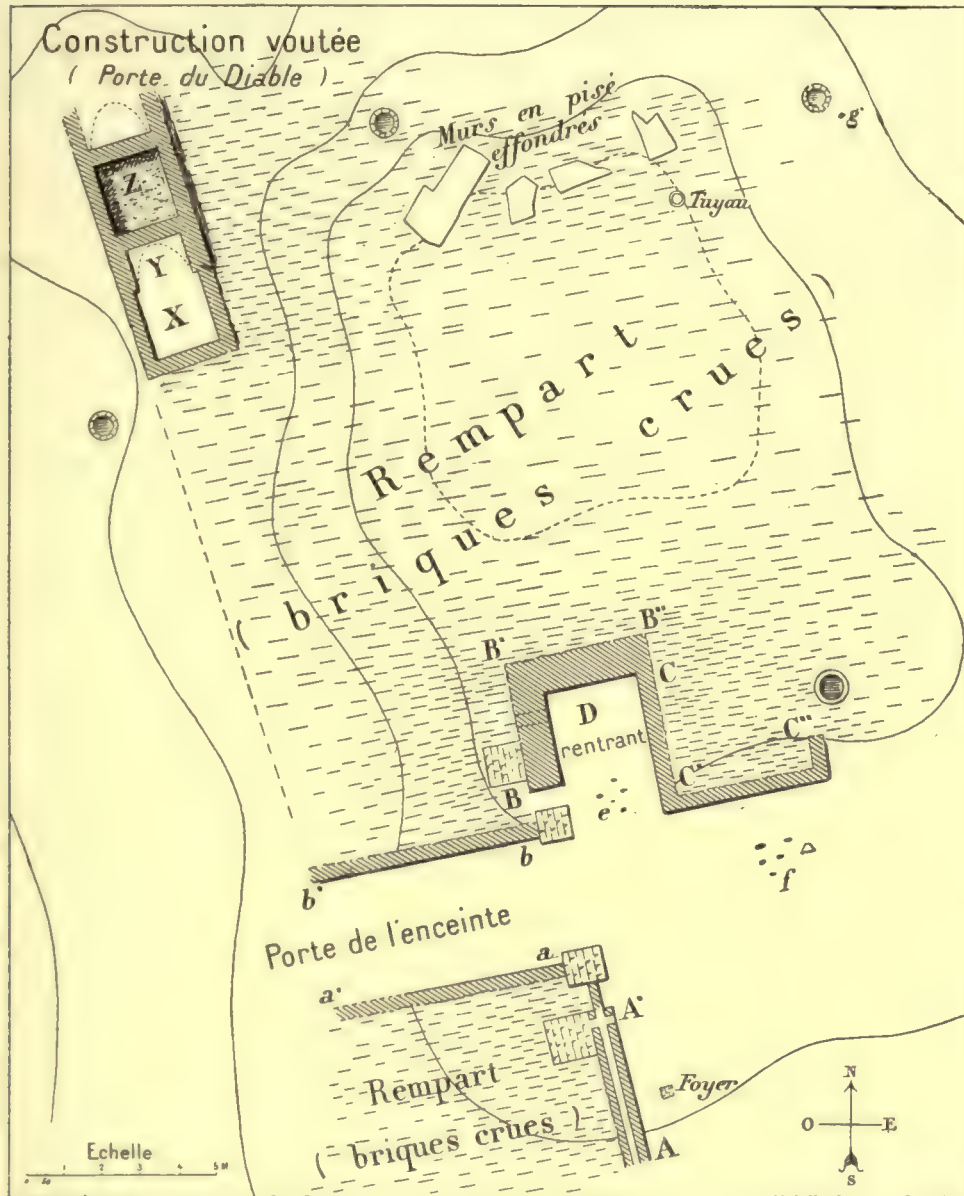 Construction voutée
( Porte du Diable )
Murs en pisé
effondrés
g
Z
Tuyau
Y
X
Rempart
( briques crues )
B'
B''
C
D
rentrant
C'
C''
B
e
b
b'
f
Porte de l'enceinte
a
a'
A'
Rempart
( briques crues )
Foyer
A
N
O
E
S
Echelle
1 2 3 4 5 M